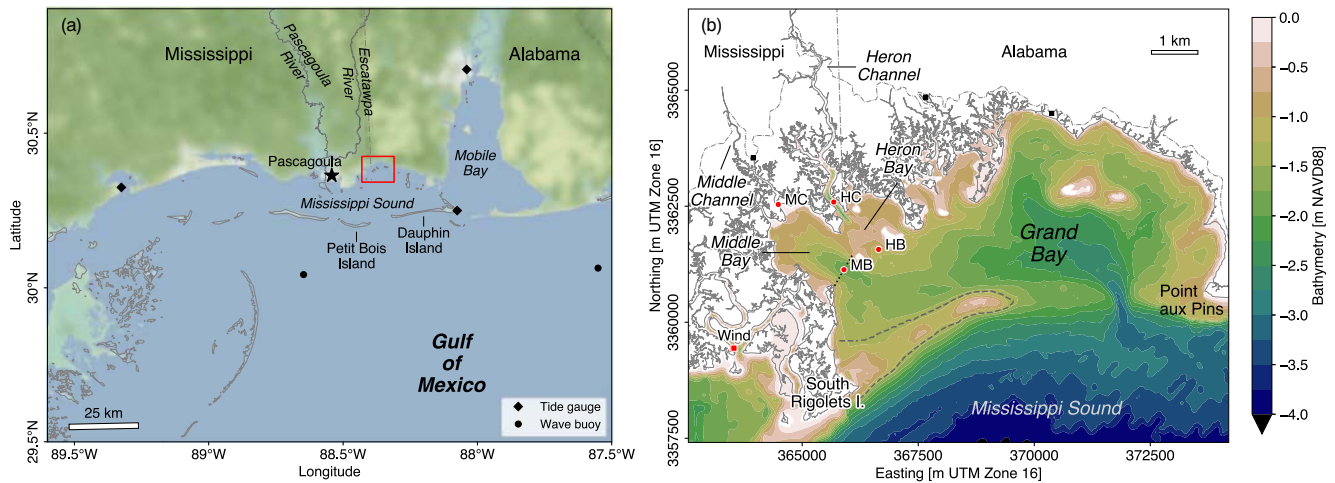 (a)
Mississippi
Pascagoula
River
Escatawpa
River
Alabama
Mobile
Bay
Pascagoula
Mississippi Sound
Petit Bois
Island
Dauphin
Island
Gulf
of
Mexico
25 km
Tide gauge
Wave buoy
30.5°N
30°N
29.5°N
Latitude
89.5°W
89°W
88.5°W
88°W
87.5°W
Longitude
(b)
Mississippi
Heron
Channel
Alabama
1 km
Middle
Channel
Heron
Bay
MC
HC
Middle
Bay
HB
MB
Grand
Bay
Point
aux Pins
Wind
South
Rigolets I.
Mississippi Sound
3365000
3362500
3360000
3357500
Northing [m UTM Zone 16]
365000
367500
370000
372500
Easting [m UTM Zone 16]
0.0
−0.5
−1.0
−1.5
−2.0
−2.5
−3.0
−3.5
−4.0
Bathymetry [m NAVD88]